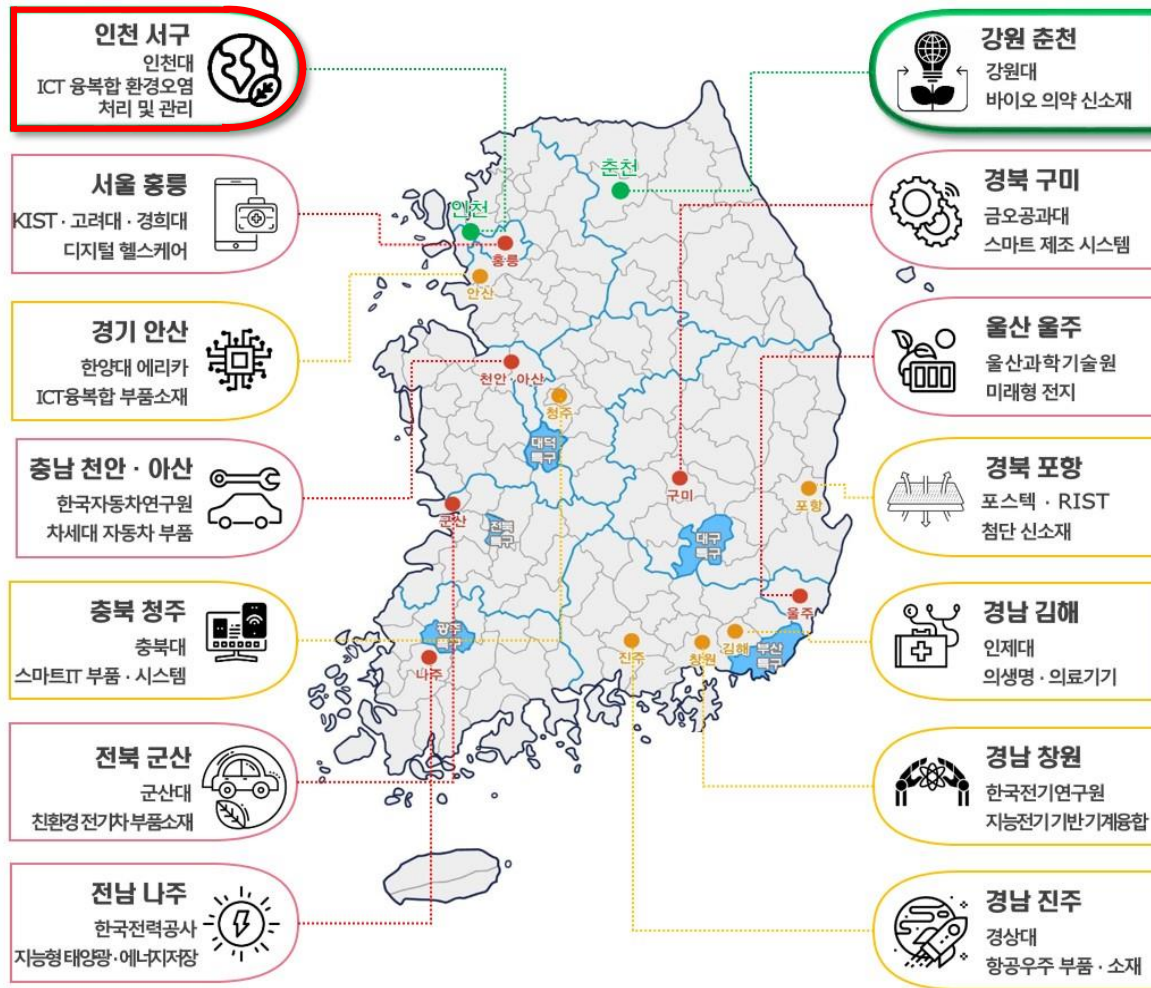 인천 서구
인천대
ICT 융복합 환경오염
처리 및 관리
서울 홍릉
KIST · 고려대 · 경희대
디지털 헬스케어
경기 안산
한양대 에리카
ICT융복합 부품소재
충남 천안 · 아산
한국자동차연구원
차세대 자동차 부품
충북 청주
충북대
스마트IT 부품 · 시스템
전북 군산
군산대
친환경 전기차 부품소재
전남 나주
한국전력공사
지능형 태양광·에너지저장
춘천
인천
홍릉
안산
천안 · 아산
청주
대덕
특구
구미
포항
군산
전북
특구
대구
특구
울주
광주
특구
나주
진주
창원
김해
부산
특구
강원 춘천
강원대
바이오 의약 신소재
경북 구미
금오공과대
스마트 제조 시스템
울산 울주
울산과학기술원
미래형 전지
경북 포항
포스텍 · RIST
첨단 신소재
경남 김해
인제대
의생명 · 의료기기
경남 창원
한국전기연구원
지능전기 기반 기계융합
경남 진주
경상대
항공우주 부품 · 소재